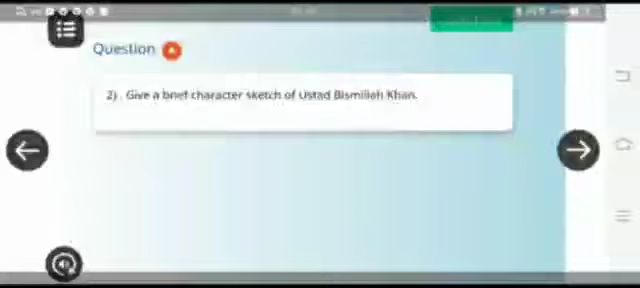 Question
2) . Give a brief character sketch of Ustad Bismillah Khan.